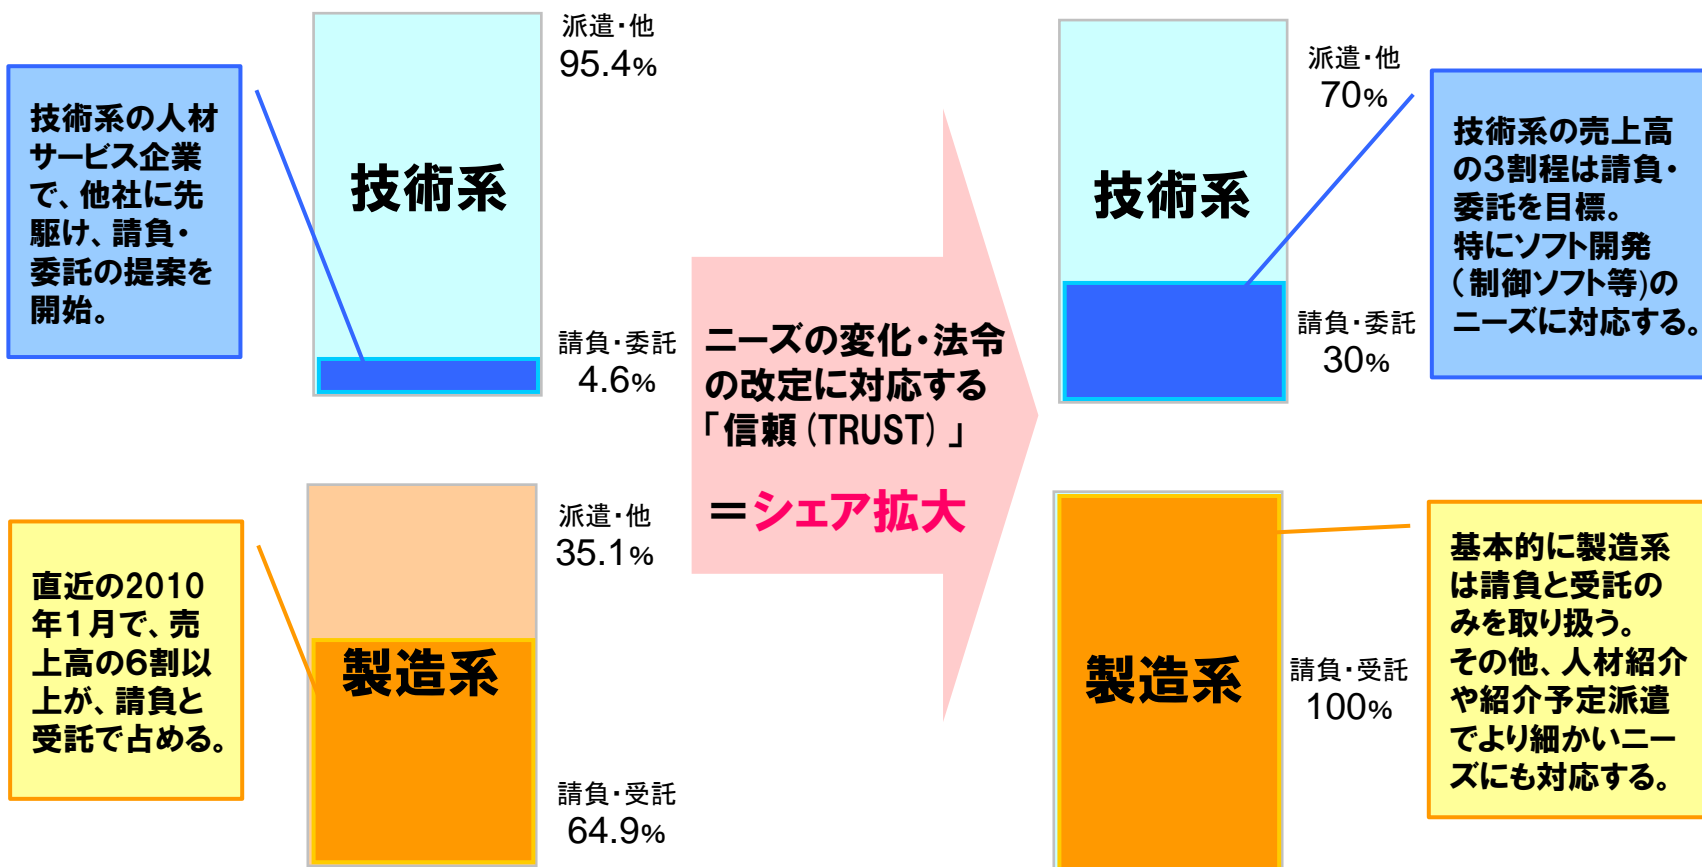 技術系の人材
サービス企業
で、他社に先
駆け、請負・
委託の提案を
開始。
派遣・他
95.4%
技術系
請負・委託
4.6%
直近の2010
年1月で、売
上高の6割以
上が、請負と
受託で占める。
派遣・他
35.1%
製造系
請負・受託
64.9%
ニーズの変化・法令
の改定に対応する
「信頼(TRUST)」
＝シェア拡大
派遣・他
70%
技術系
請負・委託
30%
技術系の売上高
の3割程は請負・
委託を目標。
特にソフト開発
(制御ソフト等)の
ニーズに対応する。
製造系
請負・受託
100%
基本的に製造系
は請負と受託の
みを取り扱う。
その他、人材紹介
や紹介予定派遣
でより細かいニー
ズにも対応する。